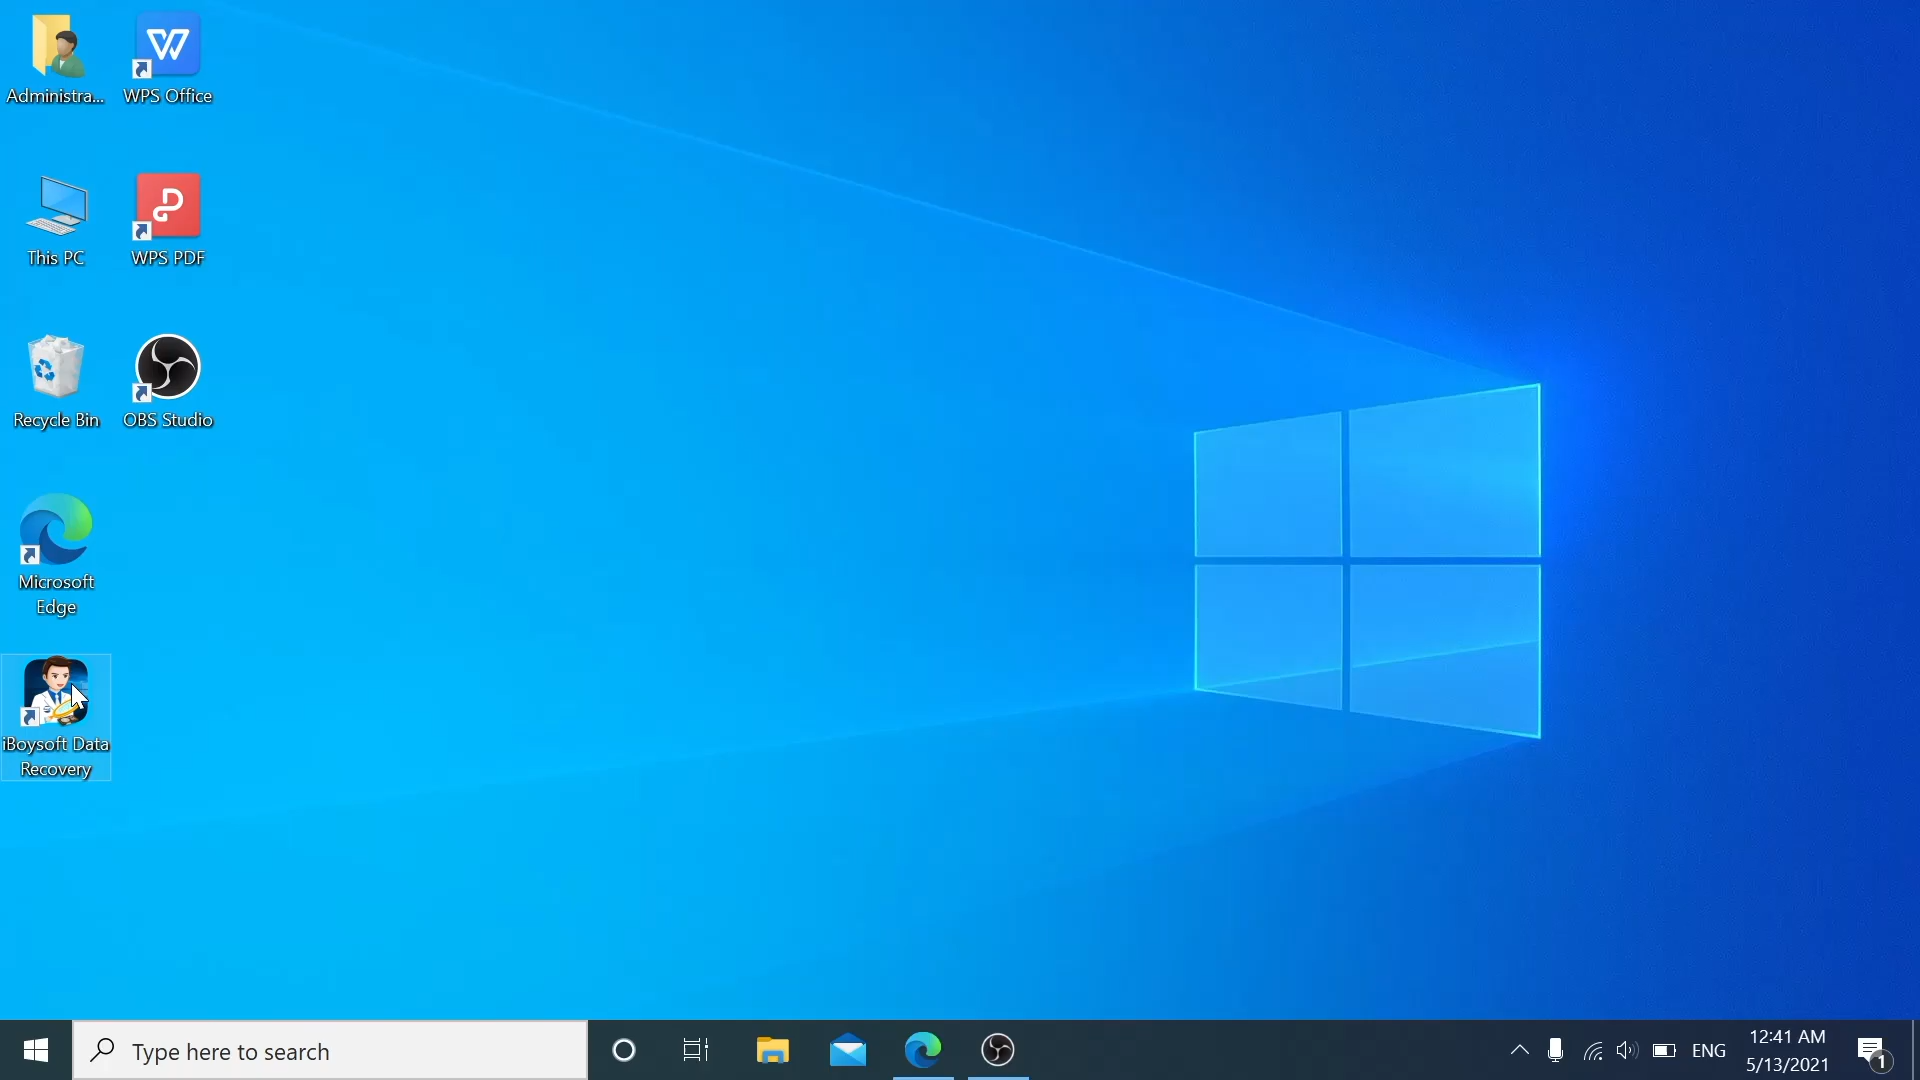 Administra...
WPS Office
This PC
WPS PDF
Recycle Bin
OBS Studio
Microsoft
Edge
iBoysoft Data
Recovery
Type here to search
ENG
12:41 AM
5/13/2021
1